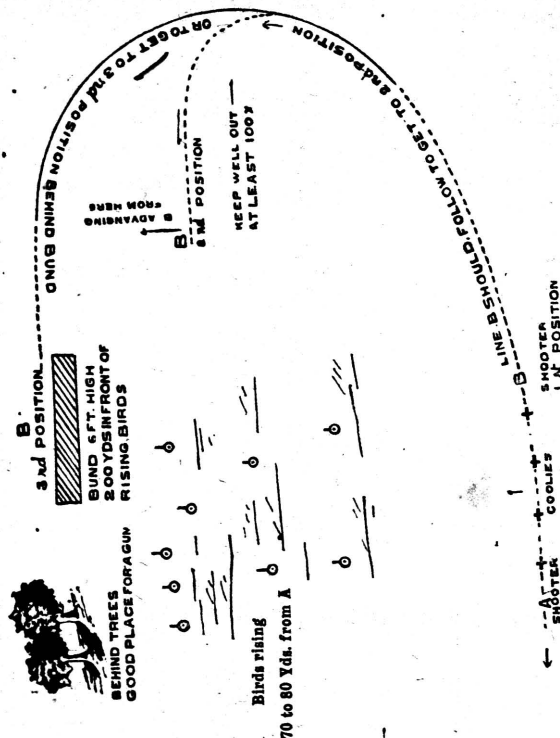 3rd POSITION
B
BUND 6 FT. HIGH
200 YDS IN FRONT OF
RISING BIRDS
BEHIND TREES
GOOD PLACE FOR A GUN
OR TO GET TO 3nd POSITION BEHIND BUND
B ADVANCING
FROM HERE
B
2nd POSITION
KEEP WELL OUT
AT LEAST 100 Y
LINE B SHOULD FOLLOW TO GET TO 2nd POSITION
Birds rising
70 to 80 Yds. from A
A
SHOOTER
COOLIES
B
SHOOTER
1st POSITION